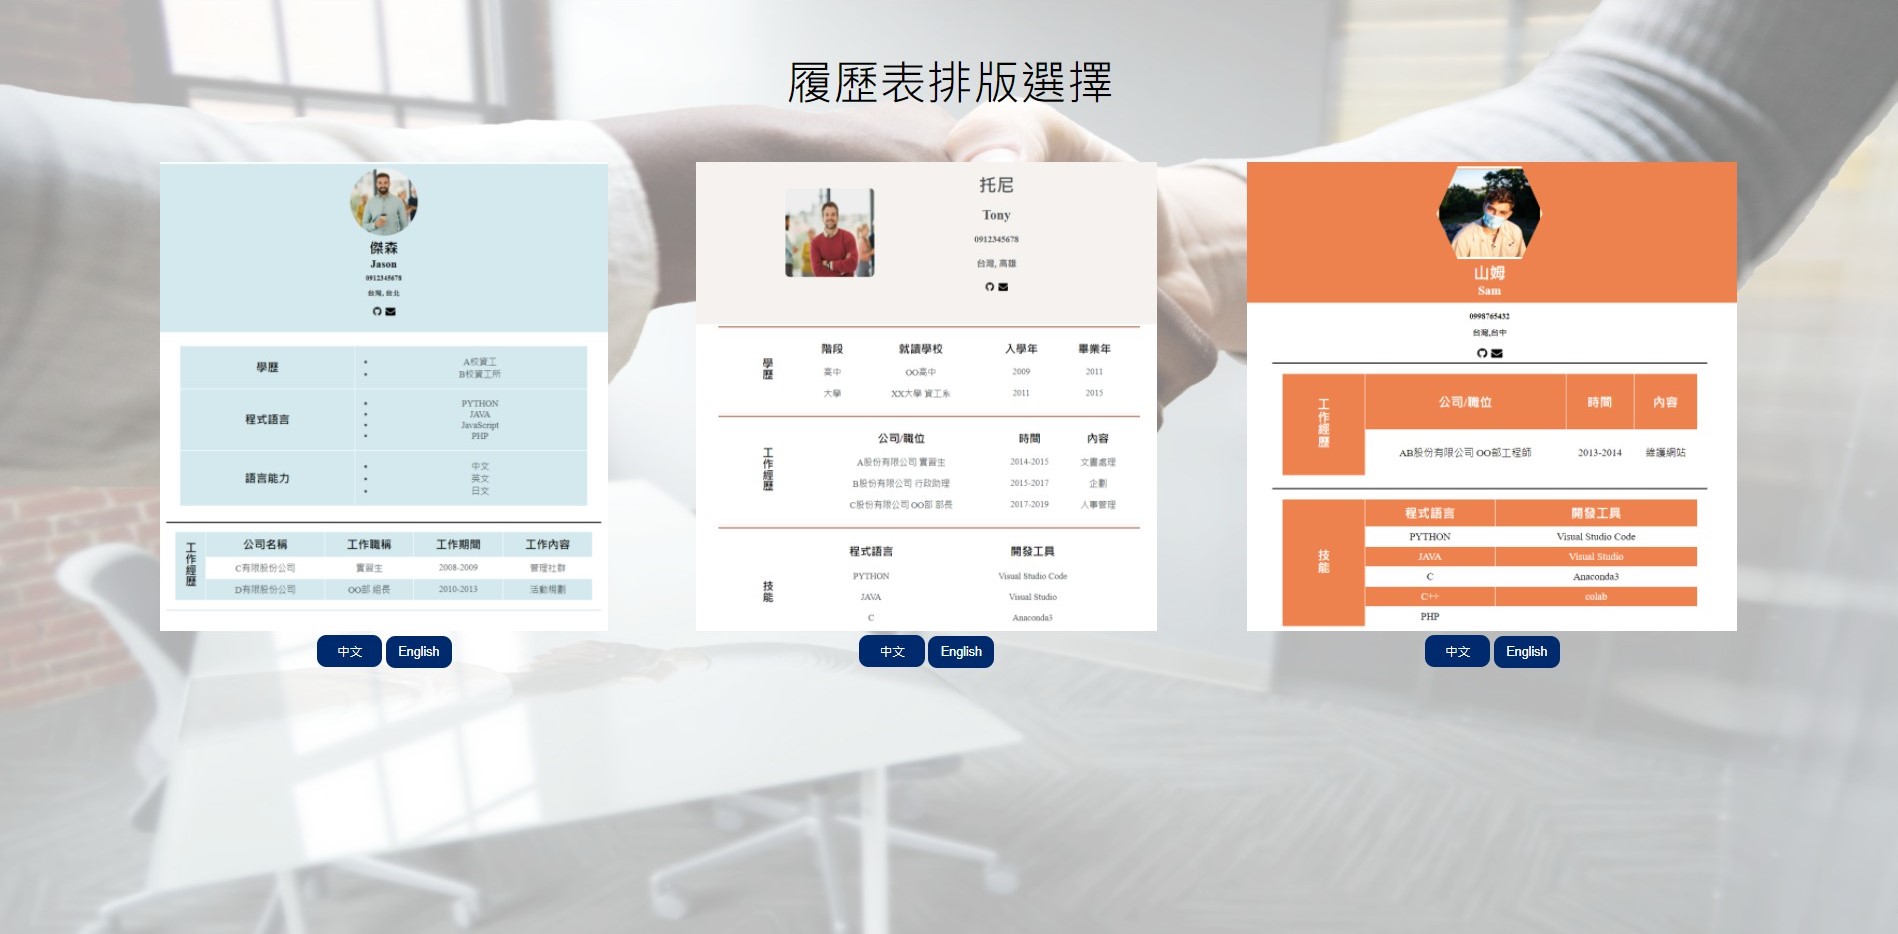 履歷表排版選擇
傑森
Jason
0912345678
台灣, 台北
學歷
A校資工
B校資工所
程式語言
PYTHON
JAVA
JavaScript
PHP
語言能力
中文
英文
日文
工作經歷
公司名稱 工作職稱 工作期間 工作內容
C有限股份公司 實習生 2008-2009 管理社群
D有限股份公司 OO部 組長 2010-2013 活動規劃
中文 English
托尼
Tony
0912345678
台灣, 高雄
學歷
階段 就讀學校 入學年 畢業年
高中 OO高中 2009 2011
大學 XX大學 資工系 2011 2015
工作經歷
公司/職位 時間 內容
A股份有限公司 實習生 2014-2015 文書處理
B股份有限公司 行政助理 2015-2017 企劃
C股份有限公司 OO部 部長 2017-2019 人事管理
技能
程式語言 開發工具
PYTHON Visual Studio Code
JAVA Visual Studio
C Anaconda3
中文 English
山姆
Sam
0998765432
台灣,台中
工作經歷
公司/職位 時間 內容
AB股份有限公司 OO部工程師 2013-2014 維護網站
技能
程式語言 開發工具
PYTHON Visual Studio Code
JAVA Visual Studio
C Anaconda3
C++ colab
PHP
中文 English